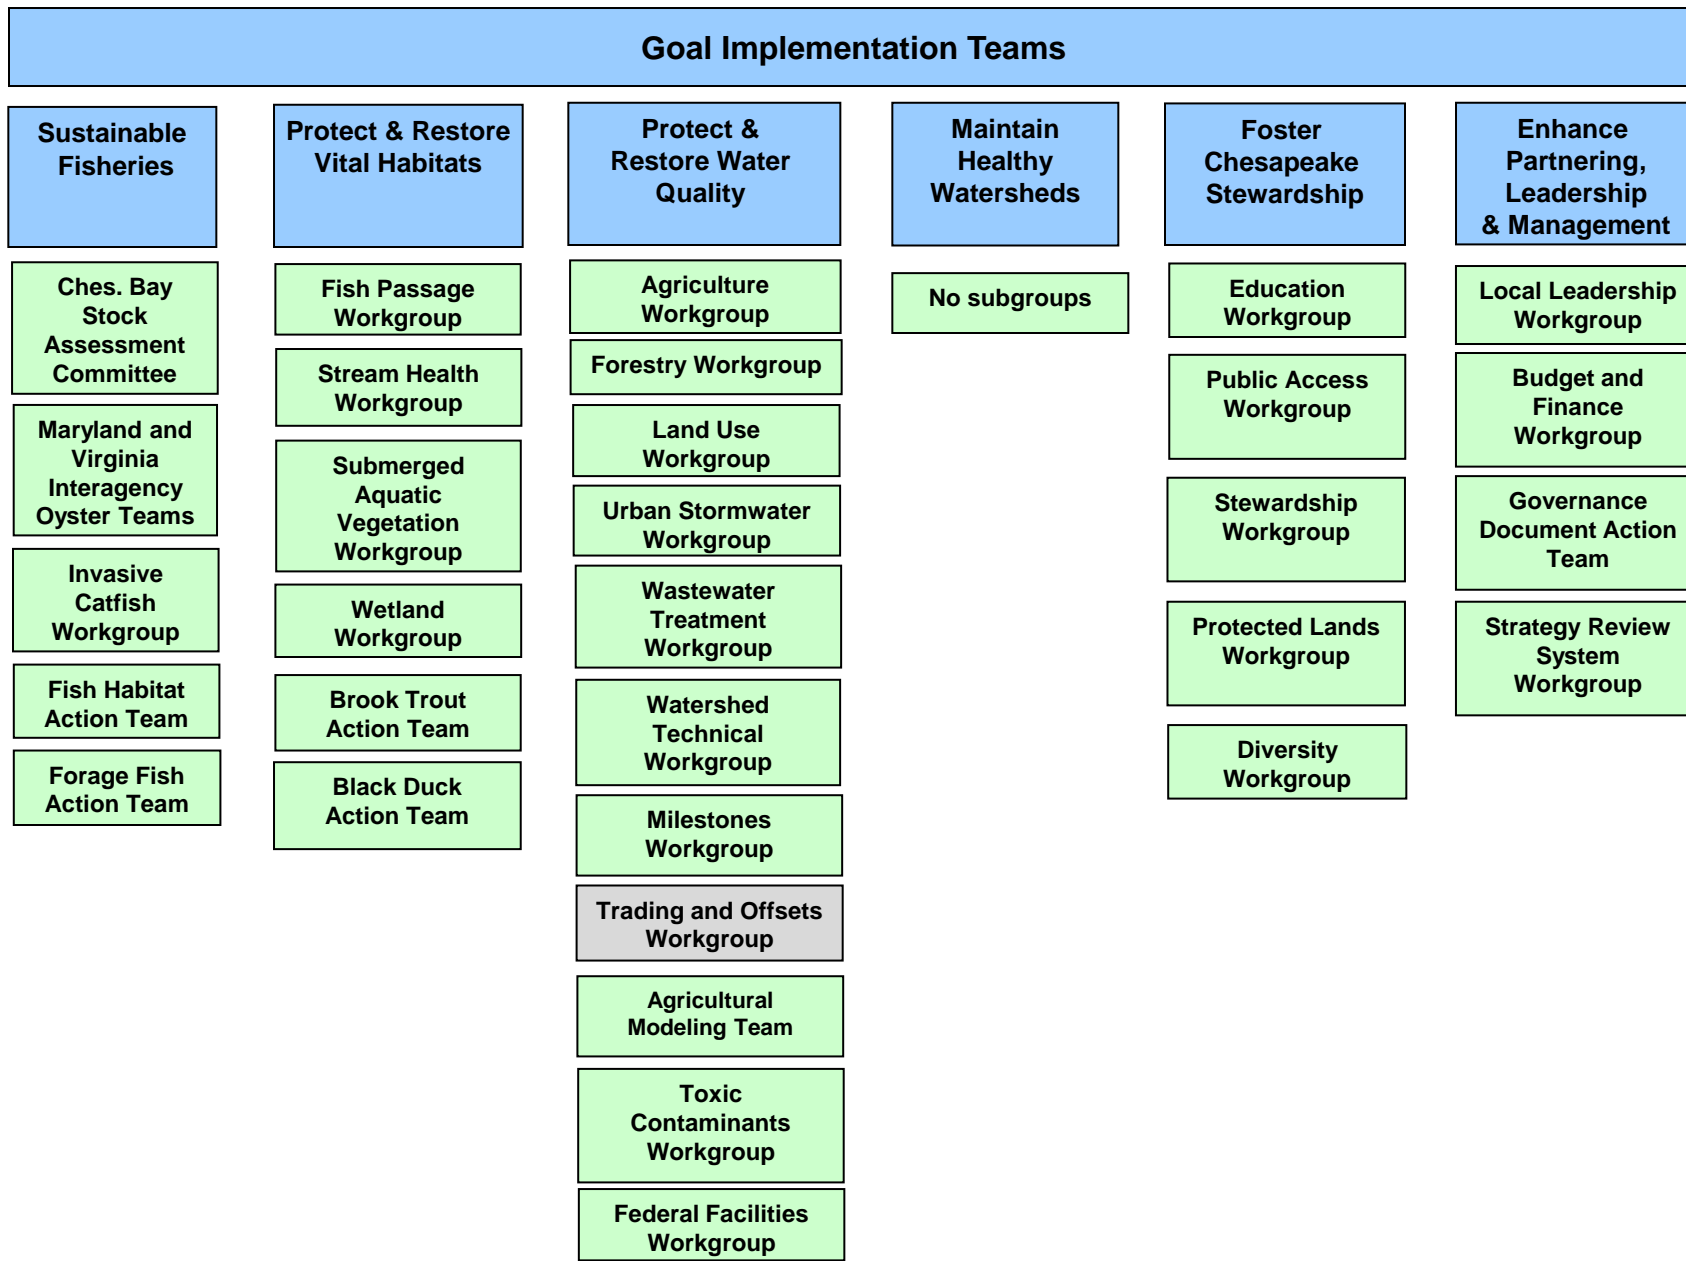 Goal Implementation Teams
Sustainable
Fisheries
Ches. Bay
Stock
Assessment
Committee
Maryland and
Virginia
Interagency
Oyster Teams
Invasive
Catfish
Workgroup
Fish Habitat
Action Team
Forage Fish
Action Team
Protect & Restore
Vital Habitats
Fish Passage
Workgroup
Stream Health
Workgroup
Submerged
Aquatic
Vegetation
Workgroup
Wetland
Workgroup
Brook Trout
Action Team
Black Duck
Action Team
Protect &
Restore Water
Quality
Agriculture
Workgroup
Forestry Workgroup
Land Use
Workgroup
Urban Stormwater
Workgroup
Wastewater
Treatment
Workgroup
Watershed
Technical
Workgroup
Milestones
Workgroup
Trading and Offsets
Workgroup
Agricultural
Modeling Team
Toxic
Contaminants
Workgroup
Federal Facilities
Workgroup
Maintain
Healthy
Watersheds
No subgroups
Foster
Chesapeake
Stewardship
Education
Workgroup
Public Access
Workgroup
Stewardship
Workgroup
Protected Lands
Workgroup
Diversity
Workgroup
Enhance
Partnering,
Leadership
& Management
Local Leadership
Workgroup
Budget and
Finance
Workgroup
Governance
Document Action
Team
Strategy Review
System
Workgroup